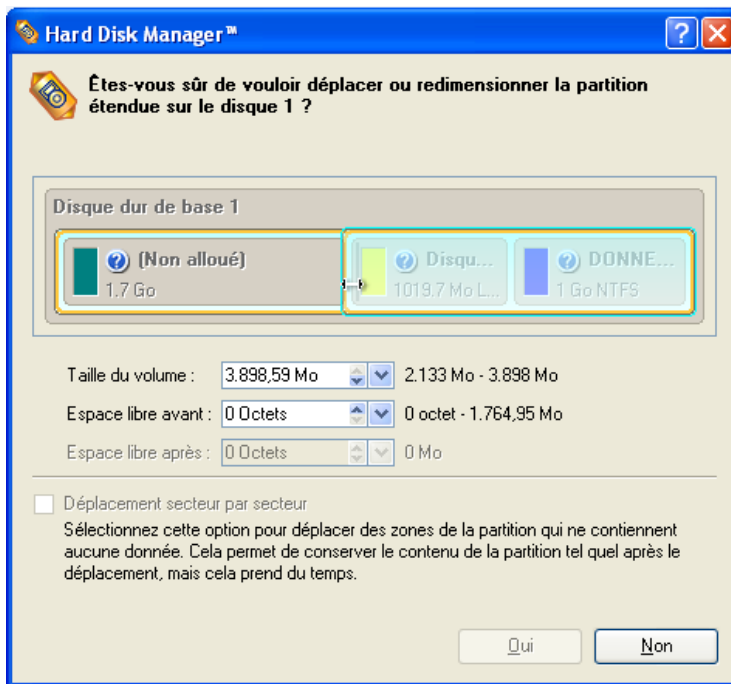 Hard Disk Manager™
Êtes-vous sûr de vouloir déplacer ou redimensionner la partition
étendue sur le disque 1 ?
Disque dur de base 1
(Non alloué)
1.7 Go
Disqu...
1019.7 Mo L...
DONNE...
1 Go NTFS
Taille du volume : 3.898,59 Mo 2.133 Mo - 3.898 Mo
Espace libre avant : 0 Octets 0 octet - 1.764,95 Mo
Espace libre après : 0 Octets 0 Mo
Déplacement secteur par secteur
Sélectionnez cette option pour déplacer des zones de la partition qui ne contiennent
aucune donnée. Cela permet de conserver le contenu de la partition tel quel après le
déplacement, mais cela prend du temps.
Oui Non